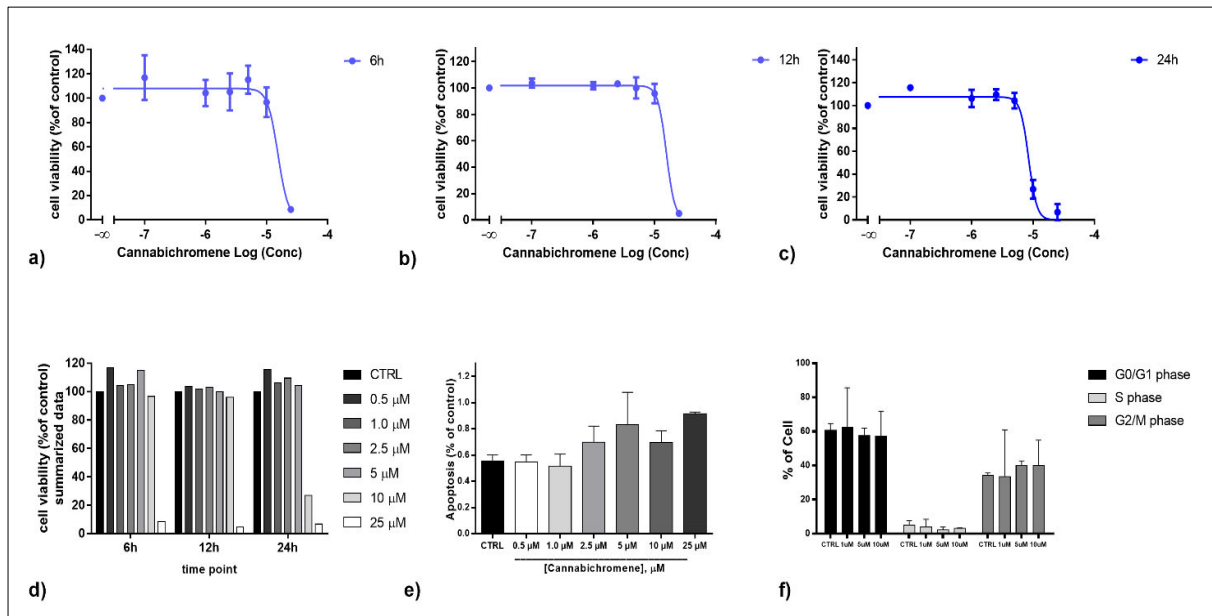 cell viability (%of control)
140
120
100
80
60
40
20
0
6h
-∞
-7
-6
-5
-4
Cannabichromene Log (Conc)
a)
cell viability (%of control)
140
120
100
80
60
40
20
0
12h
-∞
-7
-6
-5
-4
Cannabichromene Log (Conc)
b)
cell viability (%of control)
140
120
100
80
60
40
20
0
24h
-∞
-7
-6
-5
-4
Cannabichromene Log (Conc)
c)
cell viability (%of control)
summarized data
120
100
80
60
40
20
0
6h
12h
24h
time point
CTRL
0.5 μM
1.0 μM
2.5 μM
5 μM
10 μM
25 μM
d)
Apoptosis (% of control)
1.2
1.0
0.8
0.6
0.4
0.2
0.0
CTRL 0.5 μM 1.0 μM 2.5 μM 5 μM 10 μM 25 μM
[Cannabichromene], μM
e)
% of Cell
100
80
60
40
20
0
CTRL 1uM 5uM 10uM
CTRL 1uM 5uM 10uM
CTRL 1uM 5uM 10uM
G0/G1 phase
S phase
G2/M phase
f)